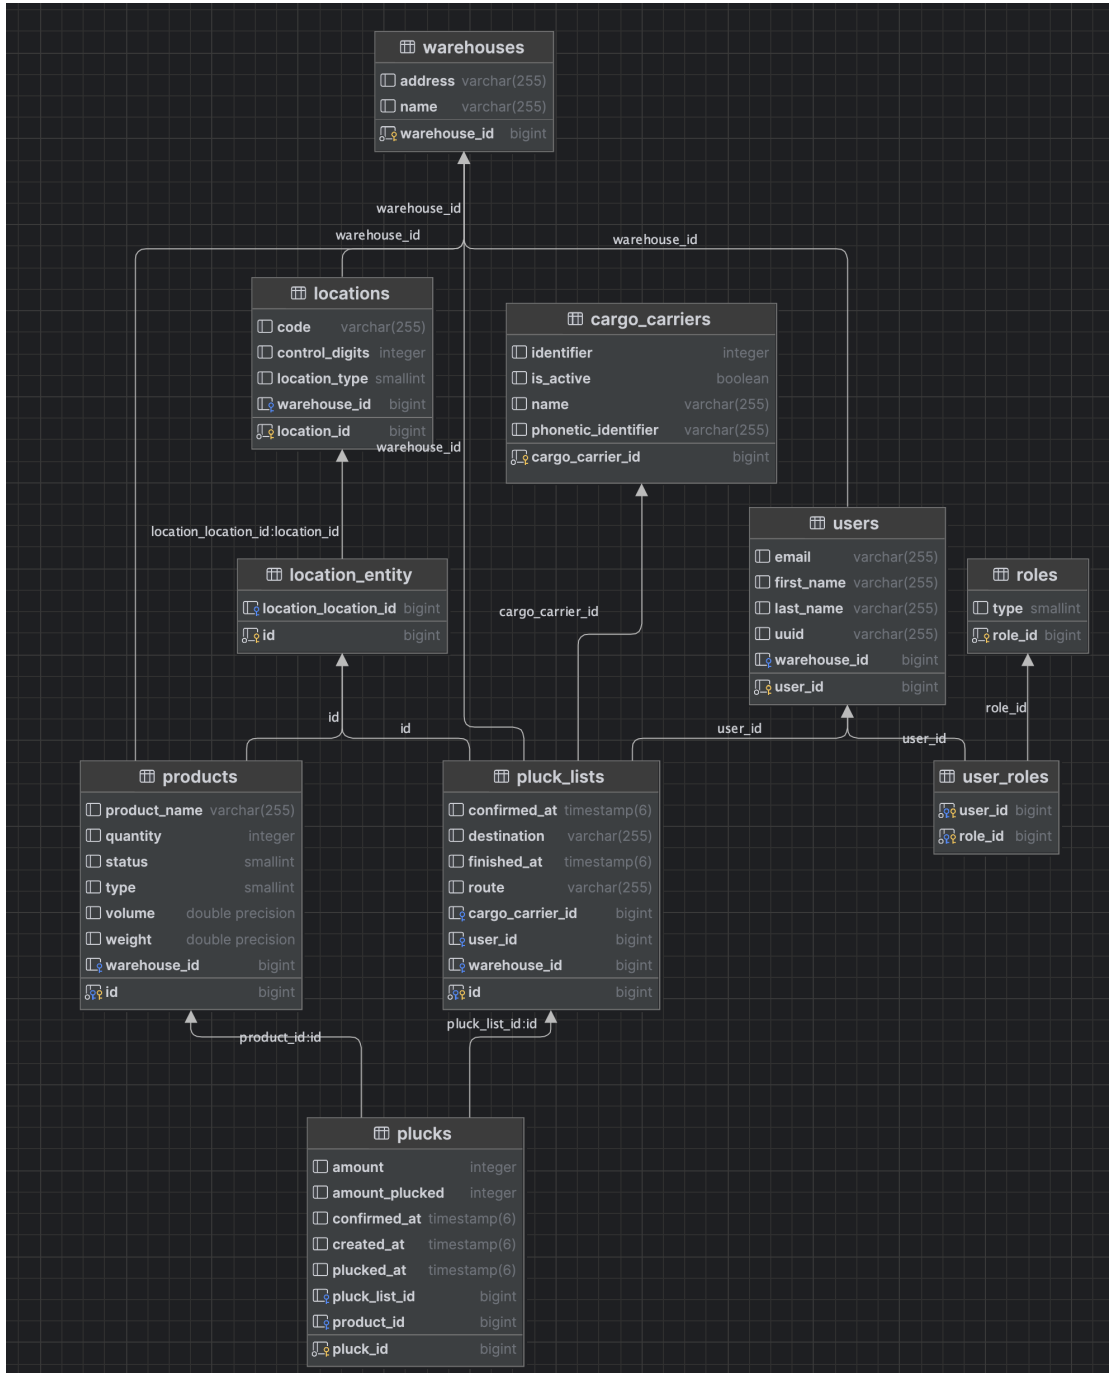 warehouses
address varchar(255)
name varchar(255)
warehouse_id bigint
warehouse_id
warehouse_id
warehouse_id
locations
code varchar(255)
control_digits integer
location_type smallint
warehouse_id bigint
location_id bigint
warehouse_id
cargo_carriers
identifier integer
is_active boolean
name varchar(255)
phonetic_identifier varchar(255)
cargo_carrier_id bigint
location_location_id:location_id
users
email varchar(255)
first_name varchar(255)
last_name varchar(255)
uuid varchar(255)
warehouse_id bigint
user_id bigint
location_entity
location_location_id bigint
id bigint
cargo_carrier_id
roles
type smallint
role_id bigint
role_id
id
id
user_id
user_id
products
product_name varchar(255)
quantity integer
status smallint
type smallint
volume double precision
weight double precision
warehouse_id bigint
id bigint
pluck_lists
confirmed_at timestamp(6)
destination varchar(255)
finished_at timestamp(6)
route varchar(255)
cargo_carrier_id bigint
user_id bigint
warehouse_id bigint
id bigint
user_roles
user_id bigint
role_id bigint
product_id:id
pluck_list_id:id
plucks
amount integer
amount_plucked integer
confirmed_at timestamp(6)
created_at timestamp(6)
plucked_at timestamp(6)
pluck_list_id bigint
product_id bigint
pluck_id bigint